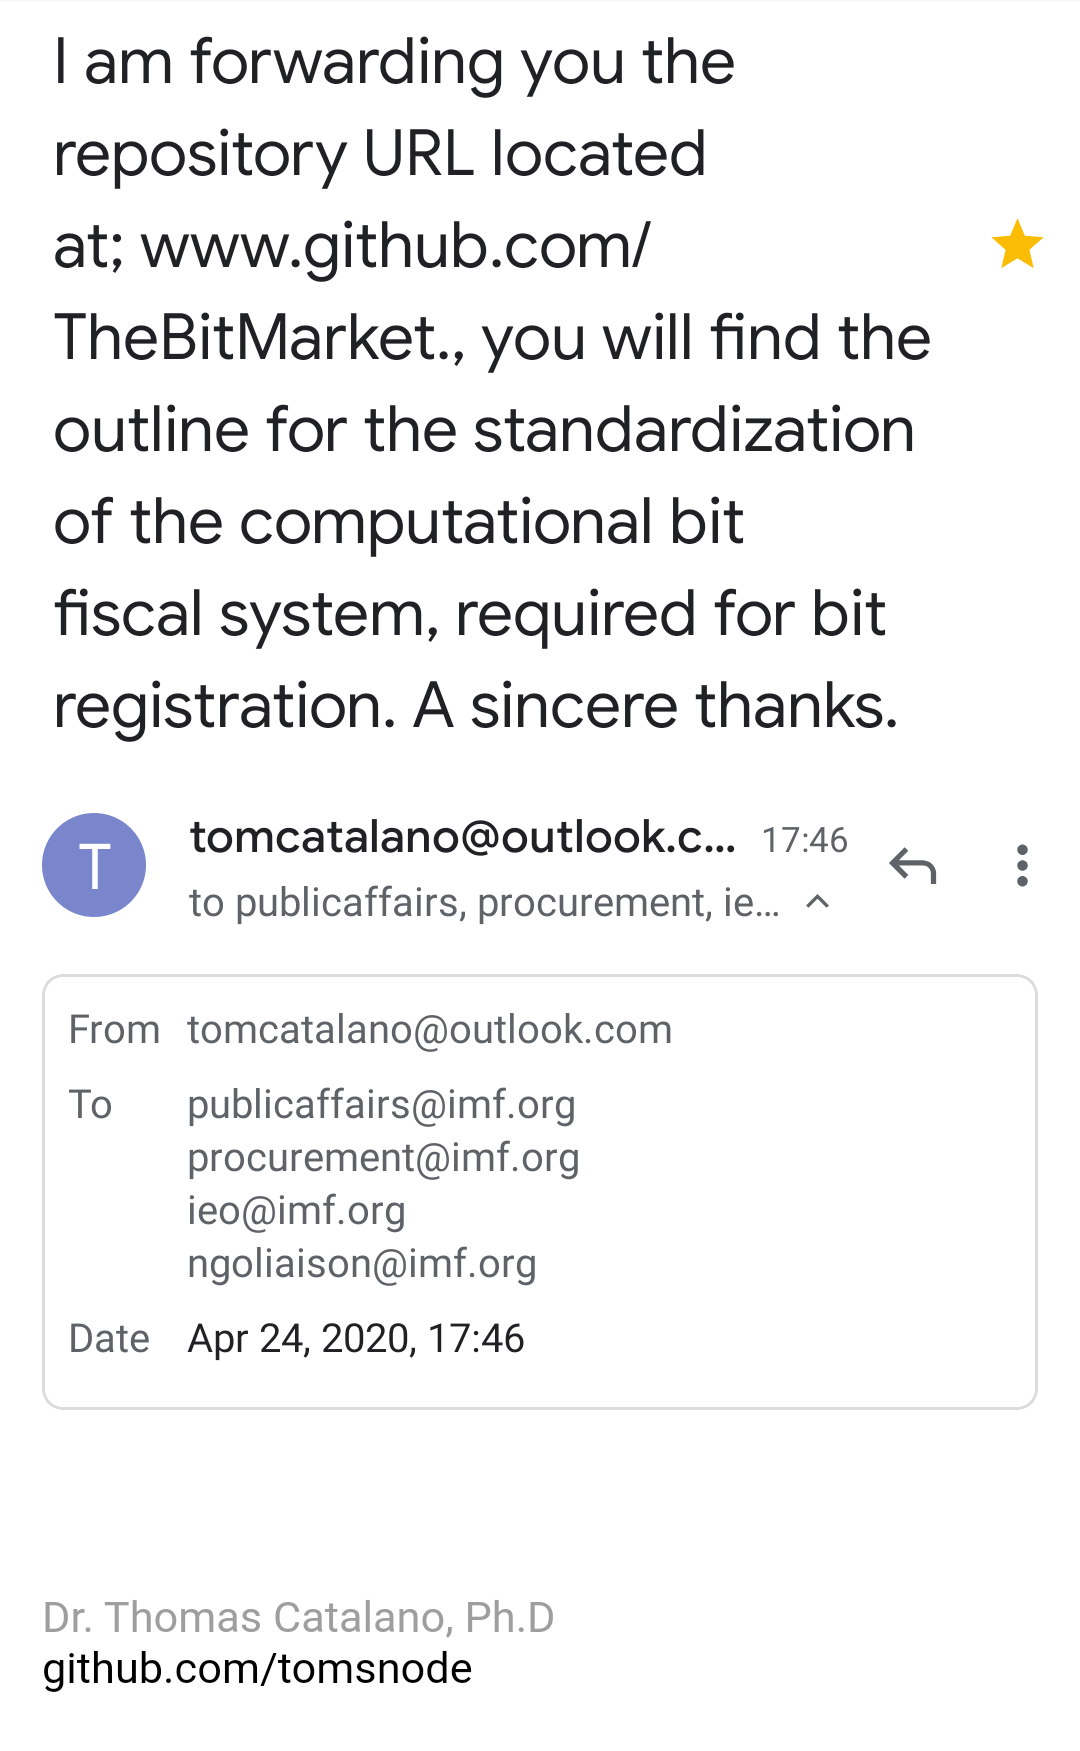 I am forwarding you the
repository URL located
at; www.github.com/
TheBitMarket., you will find the
outline for the standardization
of the computational bit
fiscal system, required for bit
registration. A sincere thanks.
T
tomcatalano@outlook.c... 17:46
to publicaffairs, procurement, ie...
From tomcatalano@outlook.com
To publicaffairs@imf.org
procurement@imf.org
ieo@imf.org
ngoliaison@imf.org
Date Apr 24, 2020, 17:46
Dr. Thomas Catalano, Ph.D
github.com/tomsnode